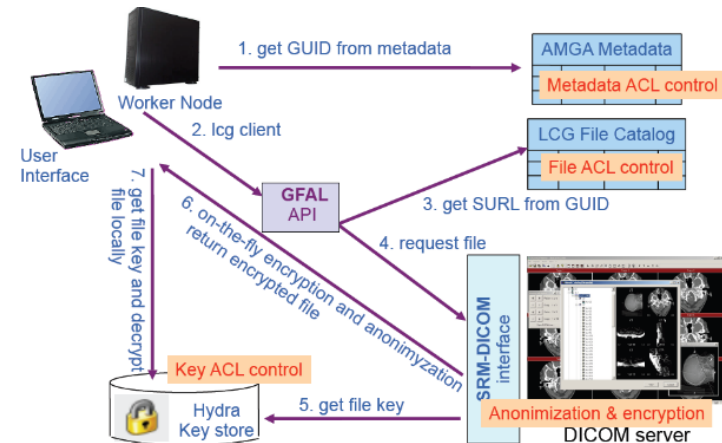 1. get GUID from metadata
AMGA Metadata
Metadata ACL control
Worker Node
2. lcg client
LCG File Catalog
File ACL control
User
Interface
GFAL
API
3. get SURL from GUID
7. get file key and decrypt
file locally
6. on-the-fly encryption and anonimyzation
return encrypted file
4. request file
SRM-DICOM
interface
Key ACL control
Hydra
Key store
5. get file key
Anonimization & encryption
DICOM server